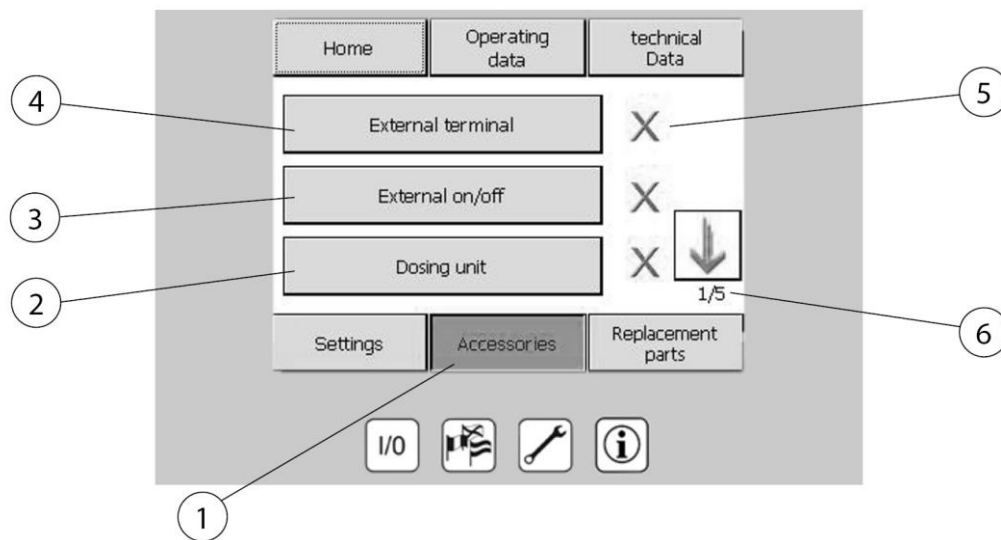 Home
Operating
data
technical
Data
4
External terminal
5
3
External on/off
2
Dosing unit
1/5
6
Settings
Accessories
Replacement
parts
I/0
i
1